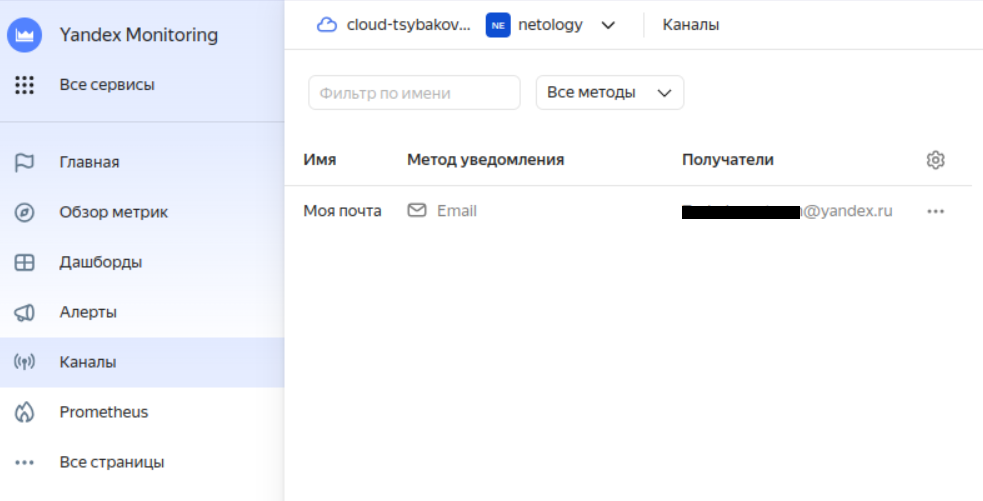 Yandex Monitoring
Все сервисы
Главная
Обзор метрик
Дашборды
Алерты
Каналы
Prometheus
Все страницы
cloud-tsybakov... NE netology Каналы
Фильтр по имени Все методы
Имя Метод уведомления Получатели
Моя почта Email @yandex.ru